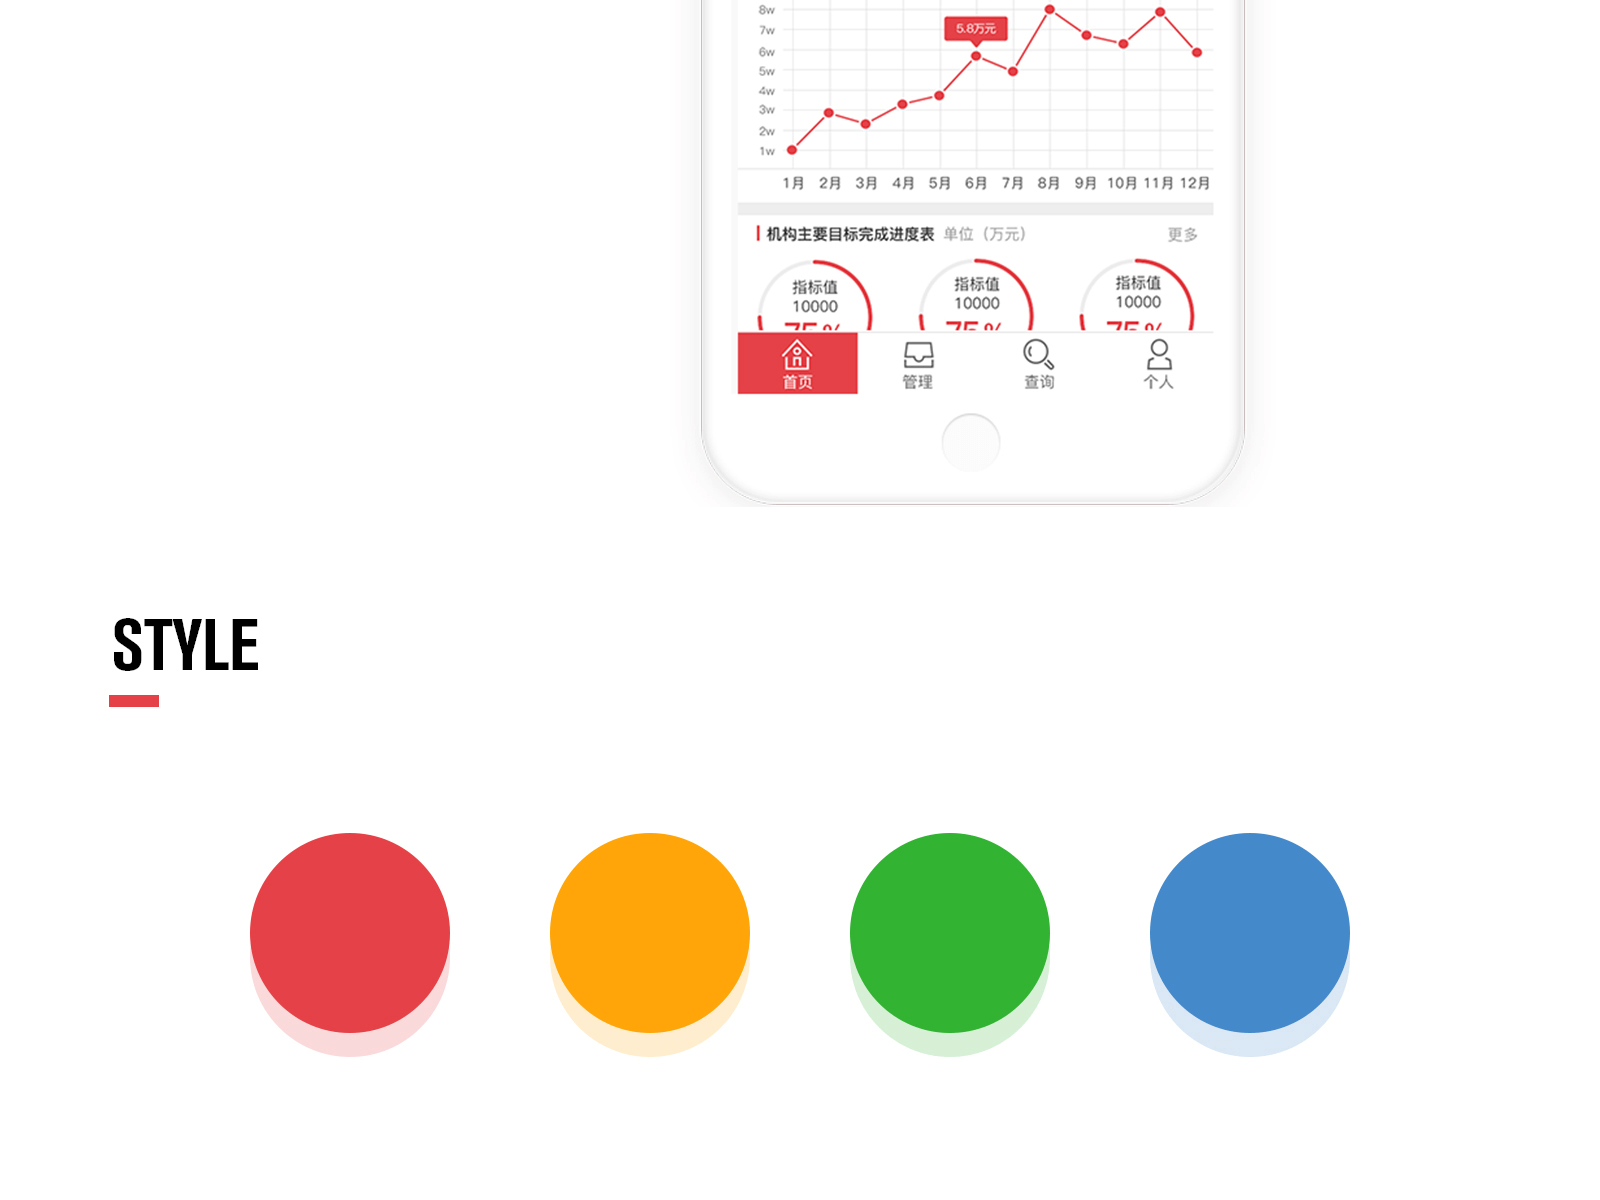 8w
5.8万元
7w
6w
5w
4w
3w
2w
1w
1月 2月 3月 4月 5月 6月 7月 8月 9月 10月 11月 12月
机构主要目标完成进度表 单位（万元） 更多
指标值 指标值 指标值
10000 10000 10000
75% 75% 75%
首页 管理 查询 个人
STYLE